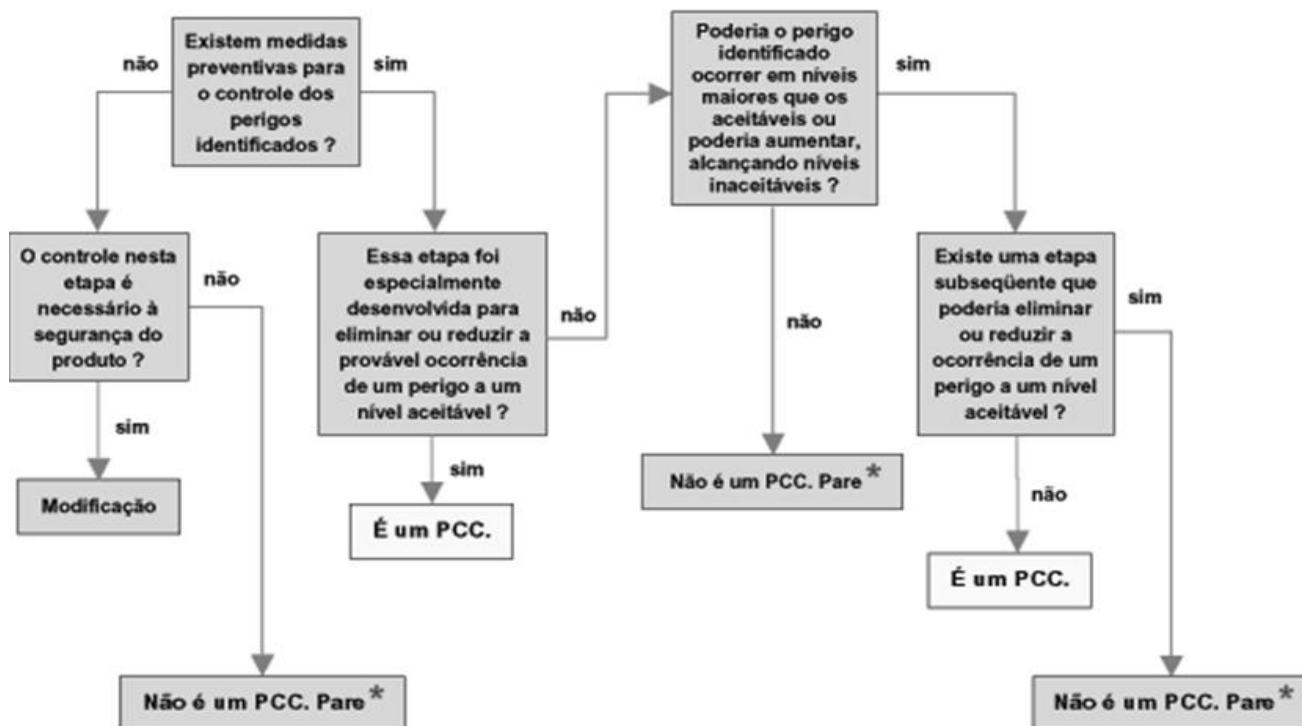 Existem medidas
preventivas para
o controle dos
perigos
identificados ?
não
sim
O controle nesta
etapa é
necessário à
segurança do
produto ?
não
sim
Modificação
Não é um PCC. Pare *
Essa etapa foi
especialmente
desenvolvida para
eliminar ou reduzir a
provável ocorrência
de um perigo a um
nível aceitável ?
não
sim
É um PCC.
Poderia o perigo
identificado
ocorrer em níveis
maiores que os
aceitáveis ou
poderia aumentar,
alcançando níveis
inaceitáveis ?
sim
não
Não é um PCC. Pare *
Existe uma etapa
subseqüente que
poderia eliminar
ou reduzir a
ocorrência de um
perigo a um nível
aceitável ?
sim
não
É um PCC.
Não é um PCC. Pare *